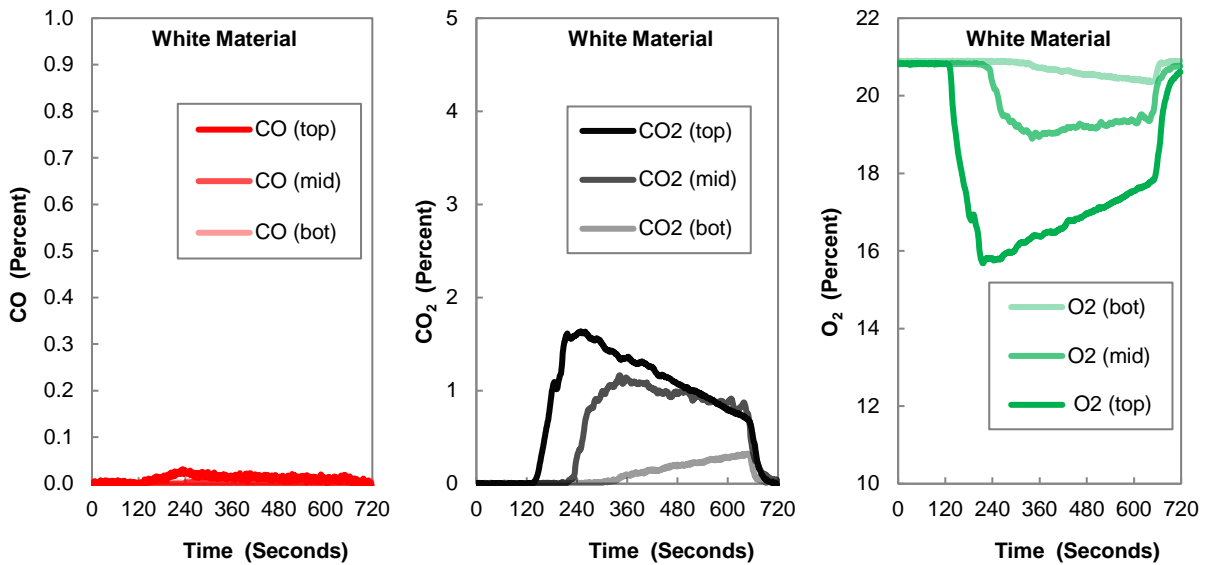 White Material
CO (Percent)
1.0
0.9
0.8
0.7
0.6
0.5
0.4
0.3
0.2
0.1
0.0
CO (top)
CO (mid)
CO (bot)
0 120 240 360 480 600 720
Time (Seconds)
White Material
CO₂ (Percent)
5
4
3
2
1
0
CO2 (top)
CO2 (mid)
CO2 (bot)
0 120 240 360 480 600 720
Time (Seconds)
White Material
O₂ (Percent)
22
20
18
16
14
12
10
O2 (bot)
O2 (mid)
O2 (top)
0 120 240 360 480 600 720
Time (Seconds)